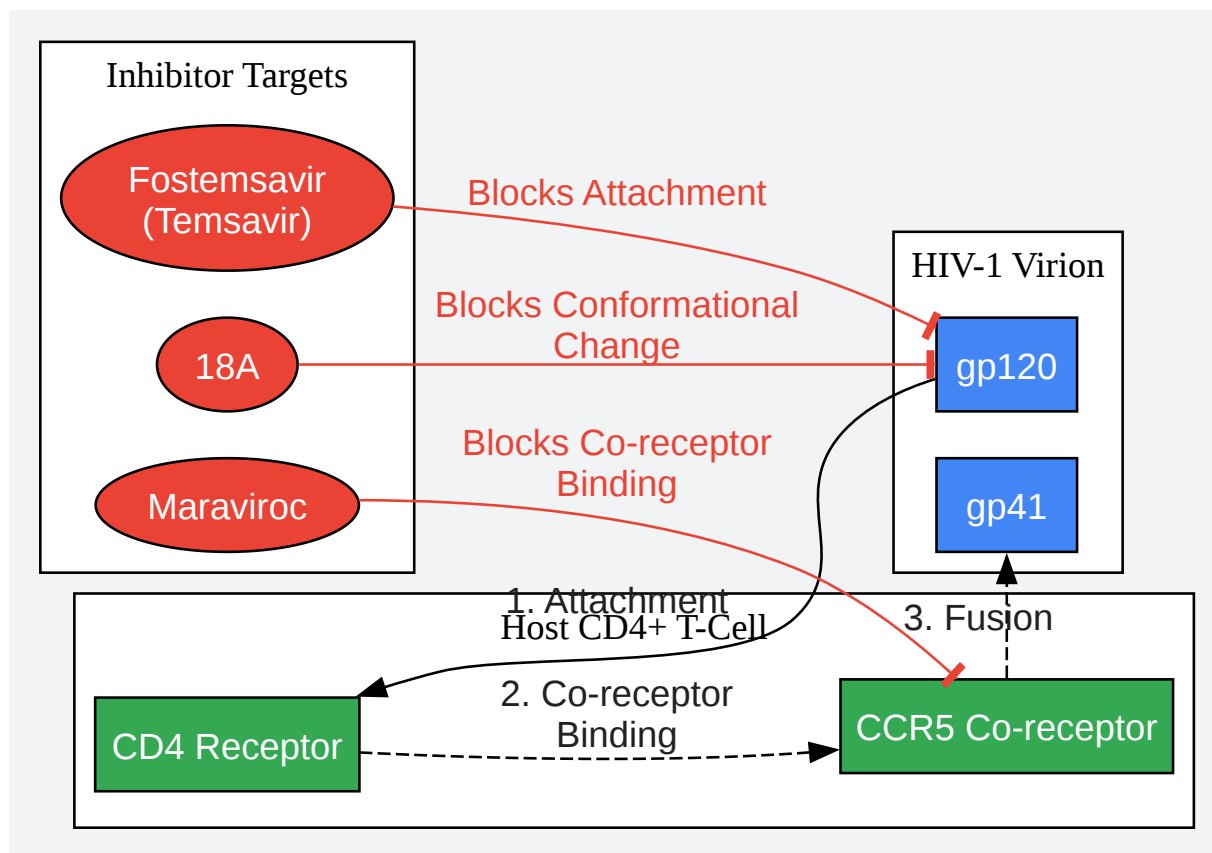 Inhibitor Targets
Fostemsavir
(Temsavir)
Blocks Attachment
HIV-1 Virion
Blocks Conformational
Change
18A
gp120
Blocks Co-receptor
Binding
Maraviroc
gp41
1. Attachment
3. Fusion
Host CD4+ T-Cell
2. Co-receptor
Binding
CD4 Receptor
CCR5 Co-receptor